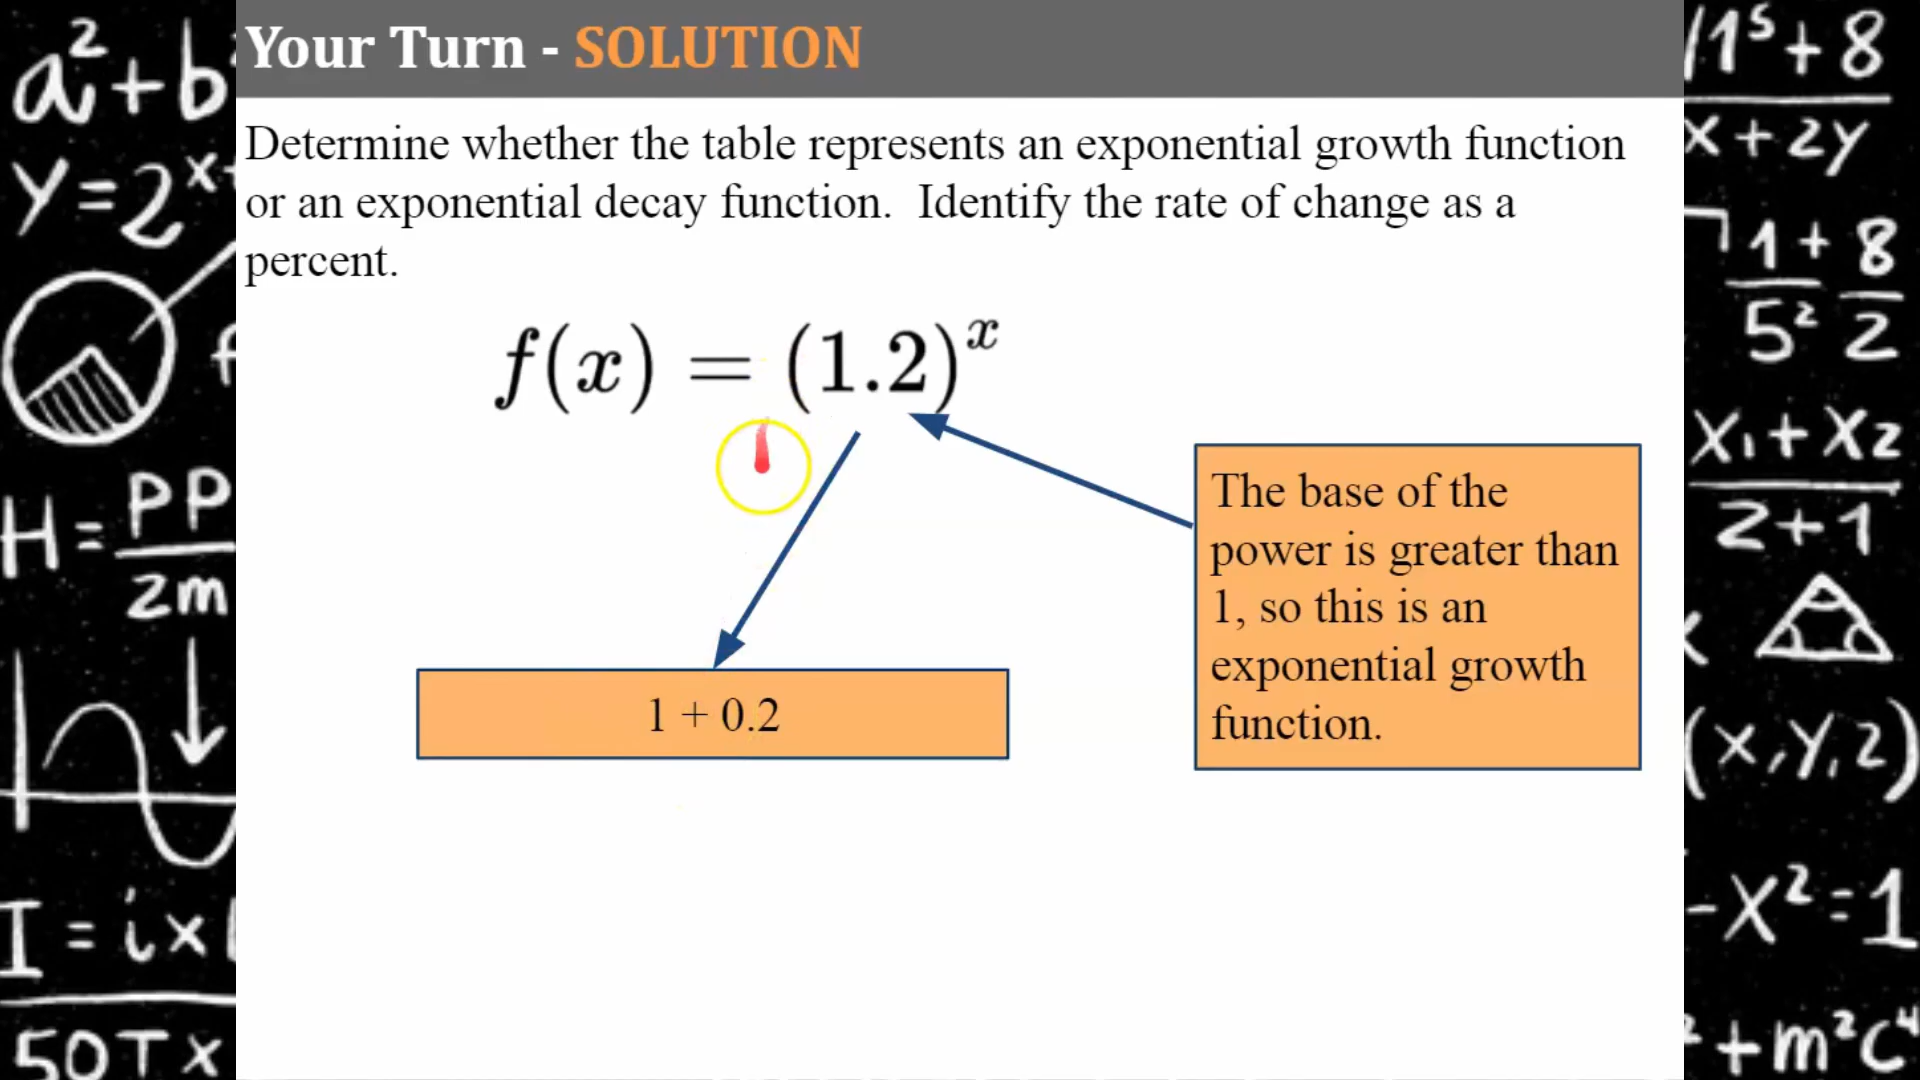 Your Turn - SOLUTION
Determine whether the table represents an exponential growth function
or an exponential decay function. Identify the rate of change as a
percent.
f(x) = (1.2)^x
The base of the
power is greater than
1, so this is an
exponential growth
function.
1 + 0.2
a² + b
y = 2^x
H = PP
2m
50Tx
1⁵ + 8
x + 2y
1 + 8
5² 2
x₁ + x₂
2 + 1
(x, y, 2)
-x² = 1
+ m²c⁴